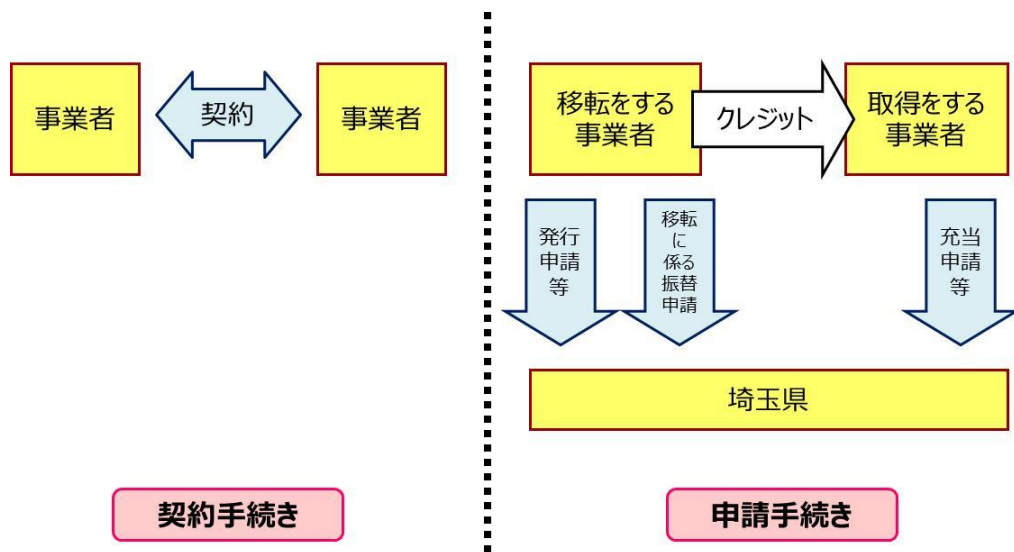 事業者
契約
事業者
契約手続き
移転をする
事業者
クレジット
取得をする
事業者
発行
申請
等
移転
に
係る
振替
申請
充当
申請
等
埼玉県
申請手続き